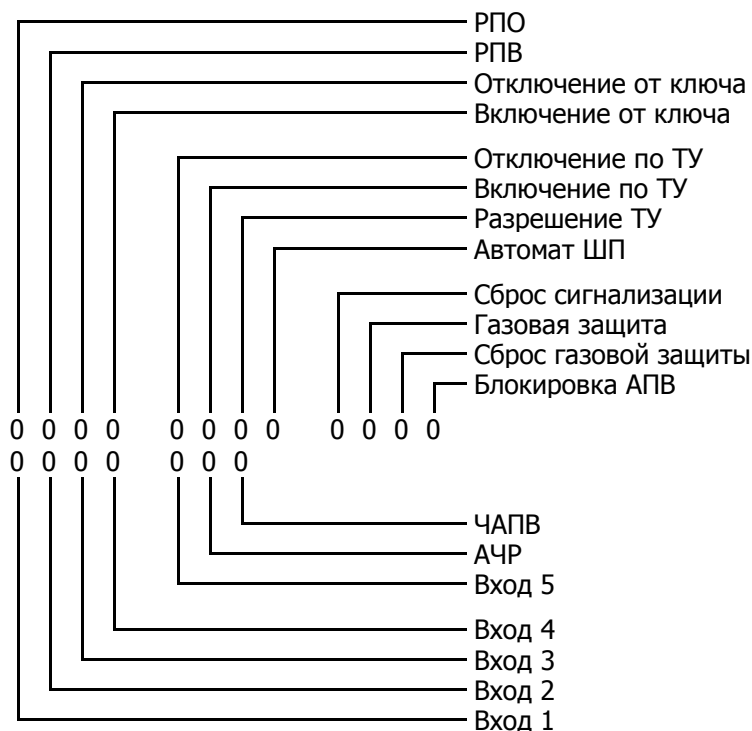 РПО
РПВ
Отключение от ключа
Включение от ключа
Отключение по ТУ
Включение по ТУ
Разрешение ТУ
Автомат ШП
Сброс сигнализации
Газовая защита
Сброс газовой защиты
Блокировка АПВ
0 0 0 0 0 0 0 0 0 0 0 0
0 0 0 0 0 0 0
ЧАПВ
АЧР
Вход 5
Вход 4
Вход 3
Вход 2
Вход 1